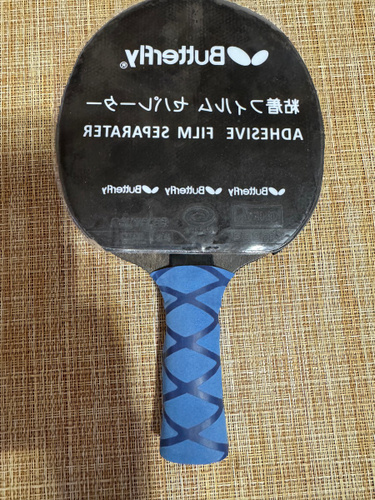 Butterfly®
粘着フィルム セパレーター
ADHESIVE FILM SEPARATER
Butterfly Butterfly Butterfly